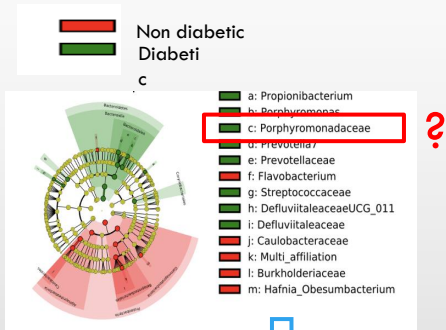 Non diabetic
Diabeti
c
a: Propionibacterium
b: Porphyromonas
c: Porphyromonadaceae
?
d: Prevotella7
e: Prevotellaceae
f: Flavobacterium
g: Streptococcaceae
h: DefluviitaleaceaeUCG_011
i: Defluviitaleaceae
j: Caulobacteraceae
k: Multi_affiliation
l: Burkholderiaceae
m: Hafnia_Obesumbacterium